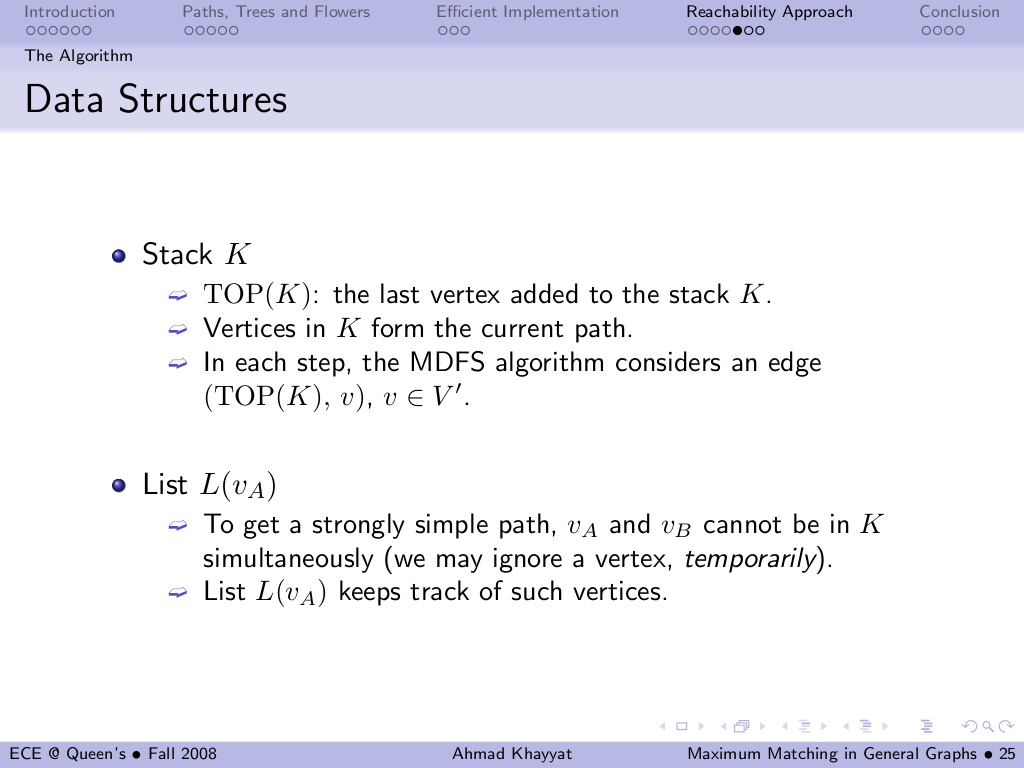 Introduction Paths, Trees and Flowers Efficient Implementation Reachability Approach Conclusion
The Algorithm
Data Structures
Stack K
TOP(K): the last vertex added to the stack K.
Vertices in K form the current path.
In each step, the MDFS algorithm considers an edge
(TOP(K), v), v ∈ V′.
List L(v_A)
To get a strongly simple path, v_A and v_B cannot be in K
simultaneously (we may ignore a vertex, temporarily).
List L(v_A) keeps track of such vertices.
ECE @ Queen's • Fall 2008 Ahmad Khayyat Maximum Matching in General Graphs • 25